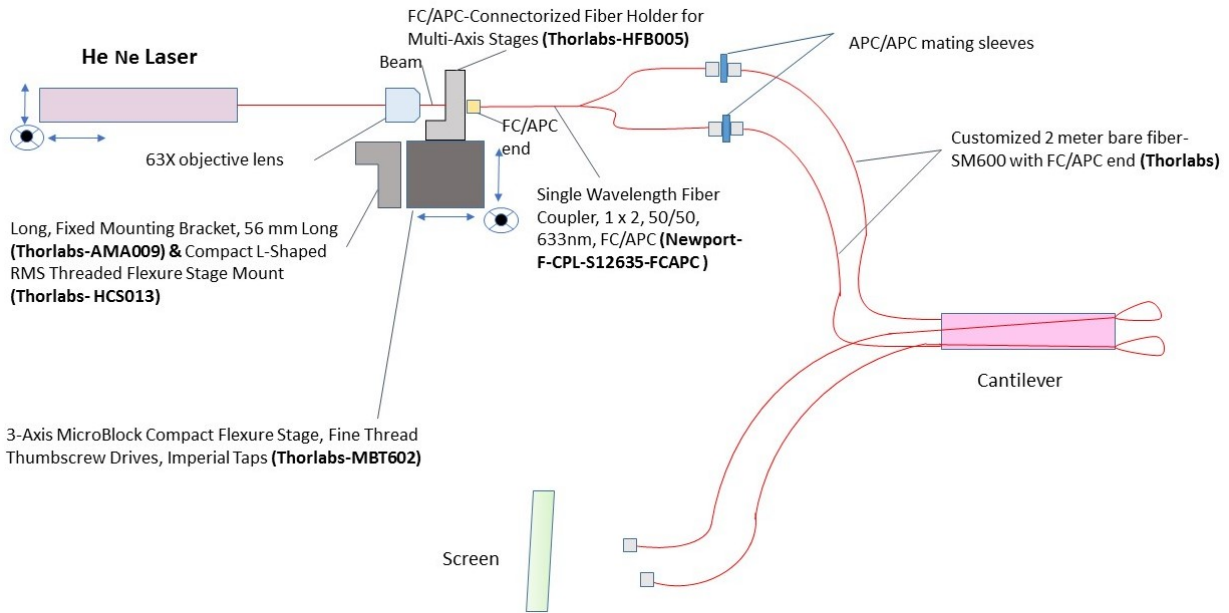 FC/APC-Connectorized Fiber Holder for
Multi-Axis Stages (Thorlabs-HFB005)
He Ne Laser
Beam
APC/APC mating sleeves
FC/APC
end
63X objective lens
Customized 2 meter bare fiber-
SM600 with FC/APC end (Thorlabs)
Single Wavelength Fiber
Coupler, 1 x 2, 50/50,
633nm, FC/APC (Newport-
F-CPL-S12635-FCAPC )
Long, Fixed Mounting Bracket, 56 mm Long
(Thorlabs-AMA009) & Compact L-Shaped
RMS Threaded Flexure Stage Mount
(Thorlabs- HCS013)
Cantilever
3-Axis MicroBlock Compact Flexure Stage, Fine Thread
Thumbscrew Drives, Imperial Taps (Thorlabs-MBT602)
Screen